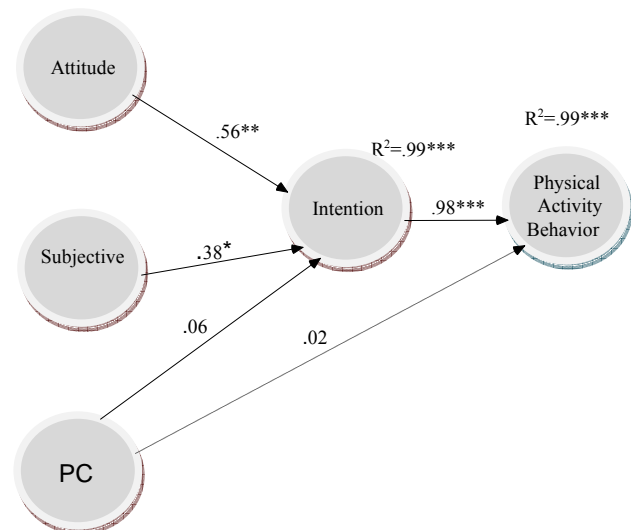 Attitude
.56**
R²=.99***
R²=.99***
Intention
.98***
Physical
Activity
Behavior
Subjective
.38*
.06
.02
PC